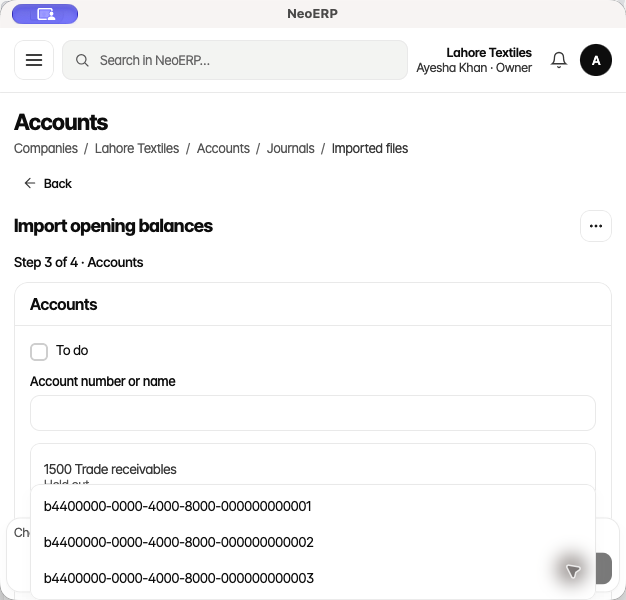 NeoERP
Search in NeoERP...
Lahore Textiles
Ayesha Khan · Owner
A
Accounts
Companies / Lahore Textiles / Accounts / Journals / Imported files
Back
Import opening balances
Step 3 of 4 · Accounts
Accounts
To do
Account number or name
1500 Trade receivables
b4400000-0000-4000-8000-000000000001
b4400000-0000-4000-8000-000000000002
b4400000-0000-4000-8000-000000000003